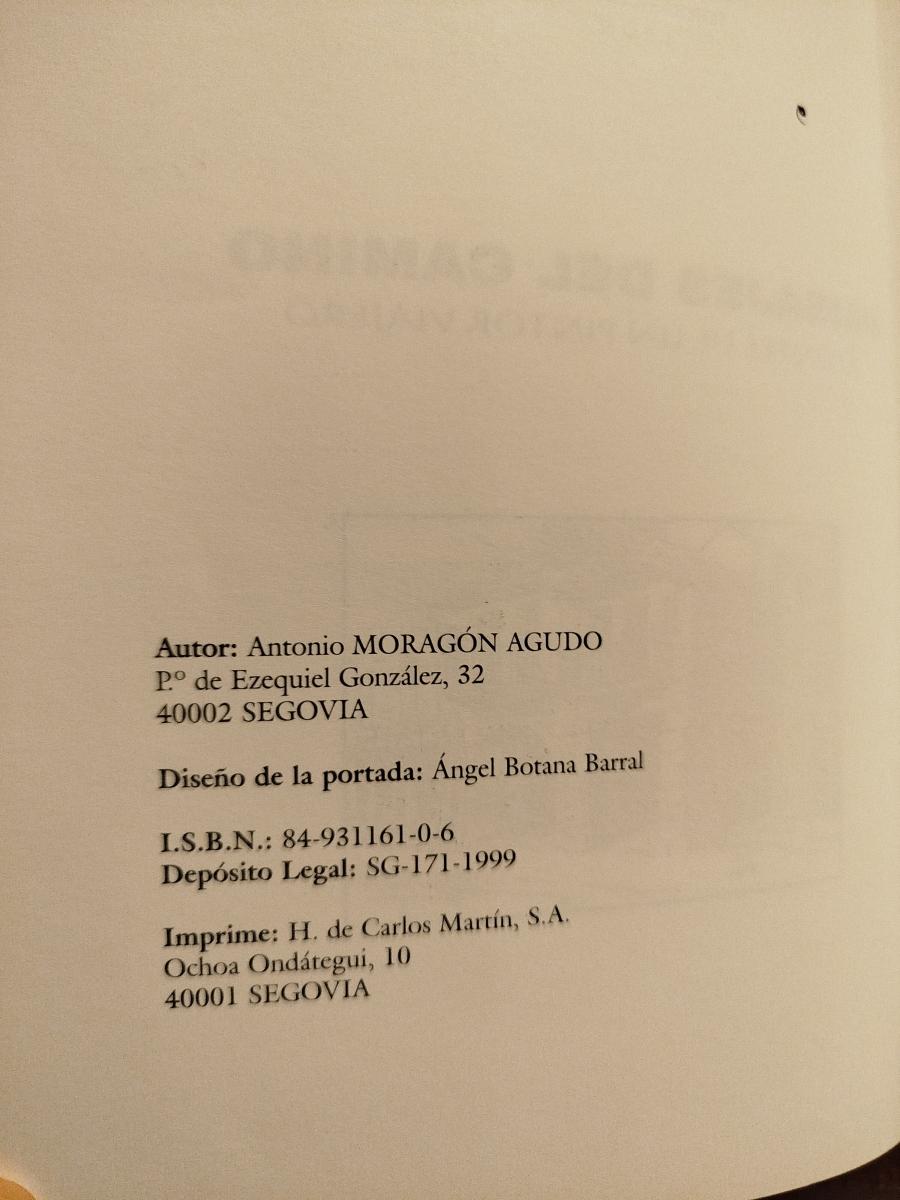 Autor: Antonio MORAGÓN AGUDO
P.º de Ezequiel González, 32
40002 SEGOVIA
Diseño de la portada: Ángel Botana Barral
I.S.B.N.: 84-931161-0-6
Depósito Legal: SG-171-1999
Imprime: H. de Carlos Martín, S.A.
Ochoa Ondátegui, 10
40001 SEGOVIA